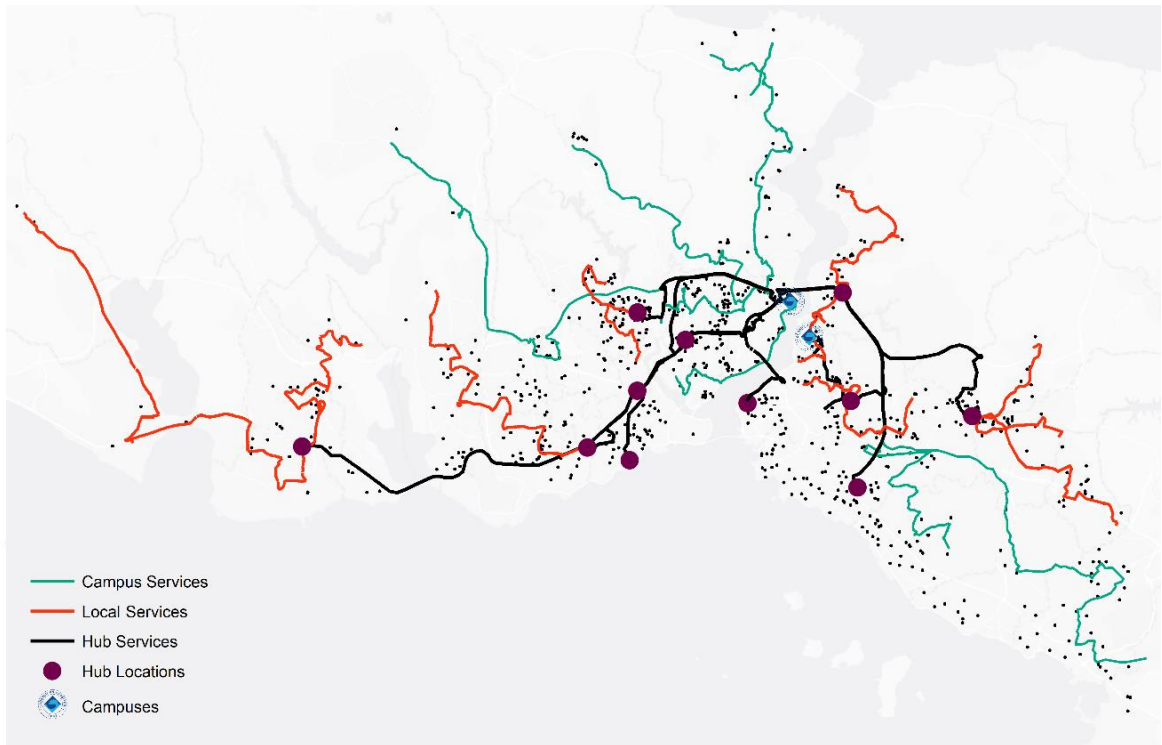 Campus Services
Local Services
Hub Services
Hub Locations
Campuses